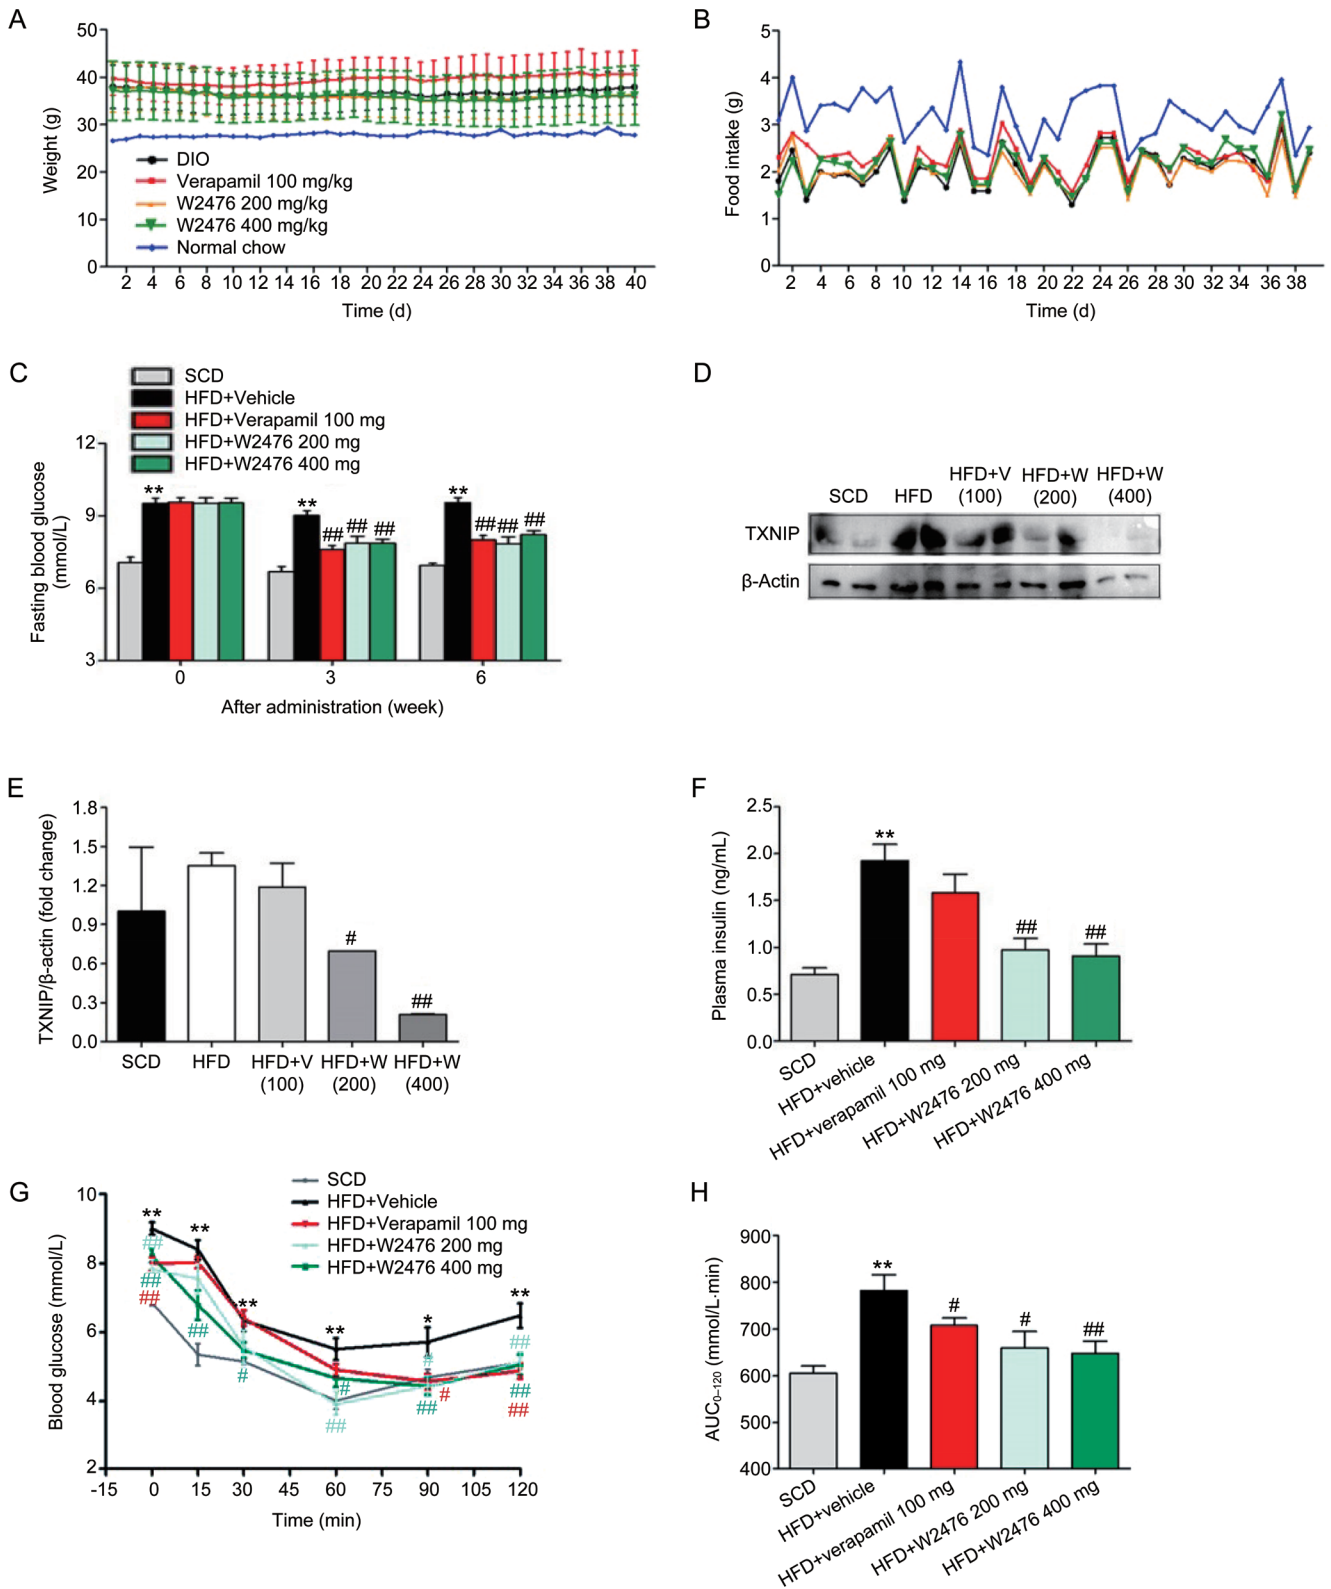 A
50
40
30
20
10
0
Weight (g)
DIO
Verapamil 100 mg/kg
W2476 200 mg/kg
W2476 400 mg/kg
Normal chow
2 4 6 8 10 12 14 16 18 20 22 24 26 28 30 32 34 36 38 40
Time (d)
B
5
4
3
2
1
0
Food intake (g)
2 4 6 8 10 12 14 16 18 20 22 24 26 28 30 32 34 36 38
Time (d)
C
SCD
HFD+Vehicle
HFD+Verapamil 100 mg
HFD+W2476 200 mg
HFD+W2476 400 mg
12
9
6
3
Fasting blood glucose
(mmol/L)
** ** **
## ## ## ## ## ##
0 3 6
After administration (week)
D
SCD HFD HFD+V HFD+W HFD+W
(100) (200) (400)
TXNIP
β-Actin
E
1.8
1.5
1.2
0.9
0.6
0.3
0.0
TXNIP/β-actin (fold change)
# ##
SCD HFD HFD+V HFD+W HFD+W
(100) (200) (400)
F
2.5
2.0
1.5
1.0
0.5
0.0
Plasma insulin (ng/mL)
** ## ##
SCD
HFD+vehicle
HFD+verapamil 100 mg
HFD+W2476 200 mg
HFD+W2476 400 mg
G
SCD
HFD+Vehicle
HFD+Verapamil 100 mg
HFD+W2476 200 mg
HFD+W2476 400 mg
10
8
6
4
2
Blood glucose (mmol/L)
** ** ** ** * **
## ## ##
## #
# ##
# # ##
## ## ##
-15 0 15 30 45 60 75 90 105 120
Time (min)
H
900
800
700
600
500
400
AUC0–120 (mmol/L·min)
** # # ##
SCD
HFD+vehicle
HFD+verapamil 100 mg
HFD+W2476 200 mg
HFD+W2476 400 mg